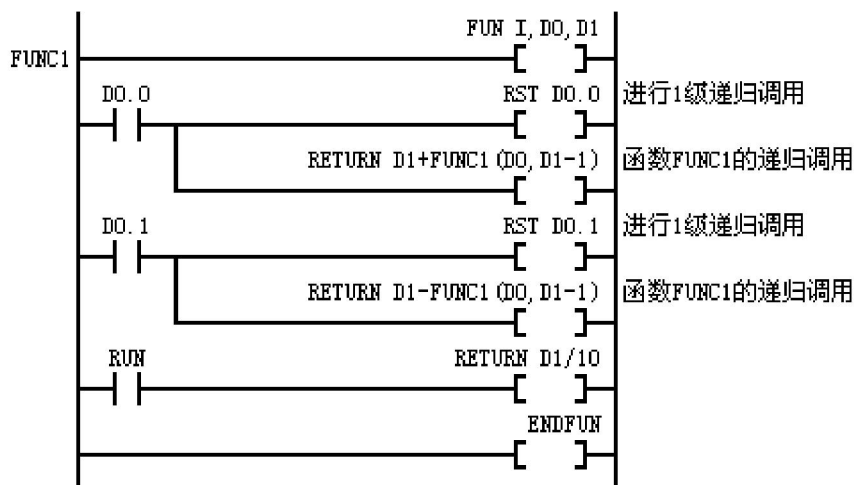 FUN I,D0,D1
FUNC1
D0.0 RST D0.0 进行1级递归调用
RETURN D1+FUNC1(D0,D1-1) 函数FUNC1的递归调用
D0.1 RST D0.1 进行1级递归调用
RETURN D1-FUNC1(D0,D1-1) 函数FUNC1的递归调用
RUN RETURN D1/10
ENDFUN